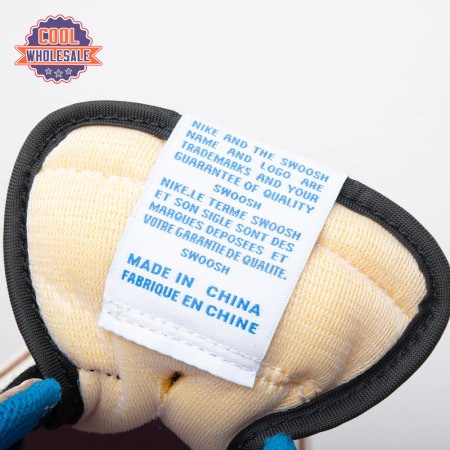 COOL
WHOLESALE
NIKE AND THE SWOOSH
NAME AND LOGO ARE
TRADEMARKS AND YOUR
GUARANTEE OF QUALITY
SWOOSH
NIKE.LE TERME SWOOSH
ET SON SIGLE SONT DES
MARQUES DEPOSEES ET
VOTRE GARANTIE DE QUALITE.
SWOOSH
MADE IN CHINA
FABRIQUE EN CHINE